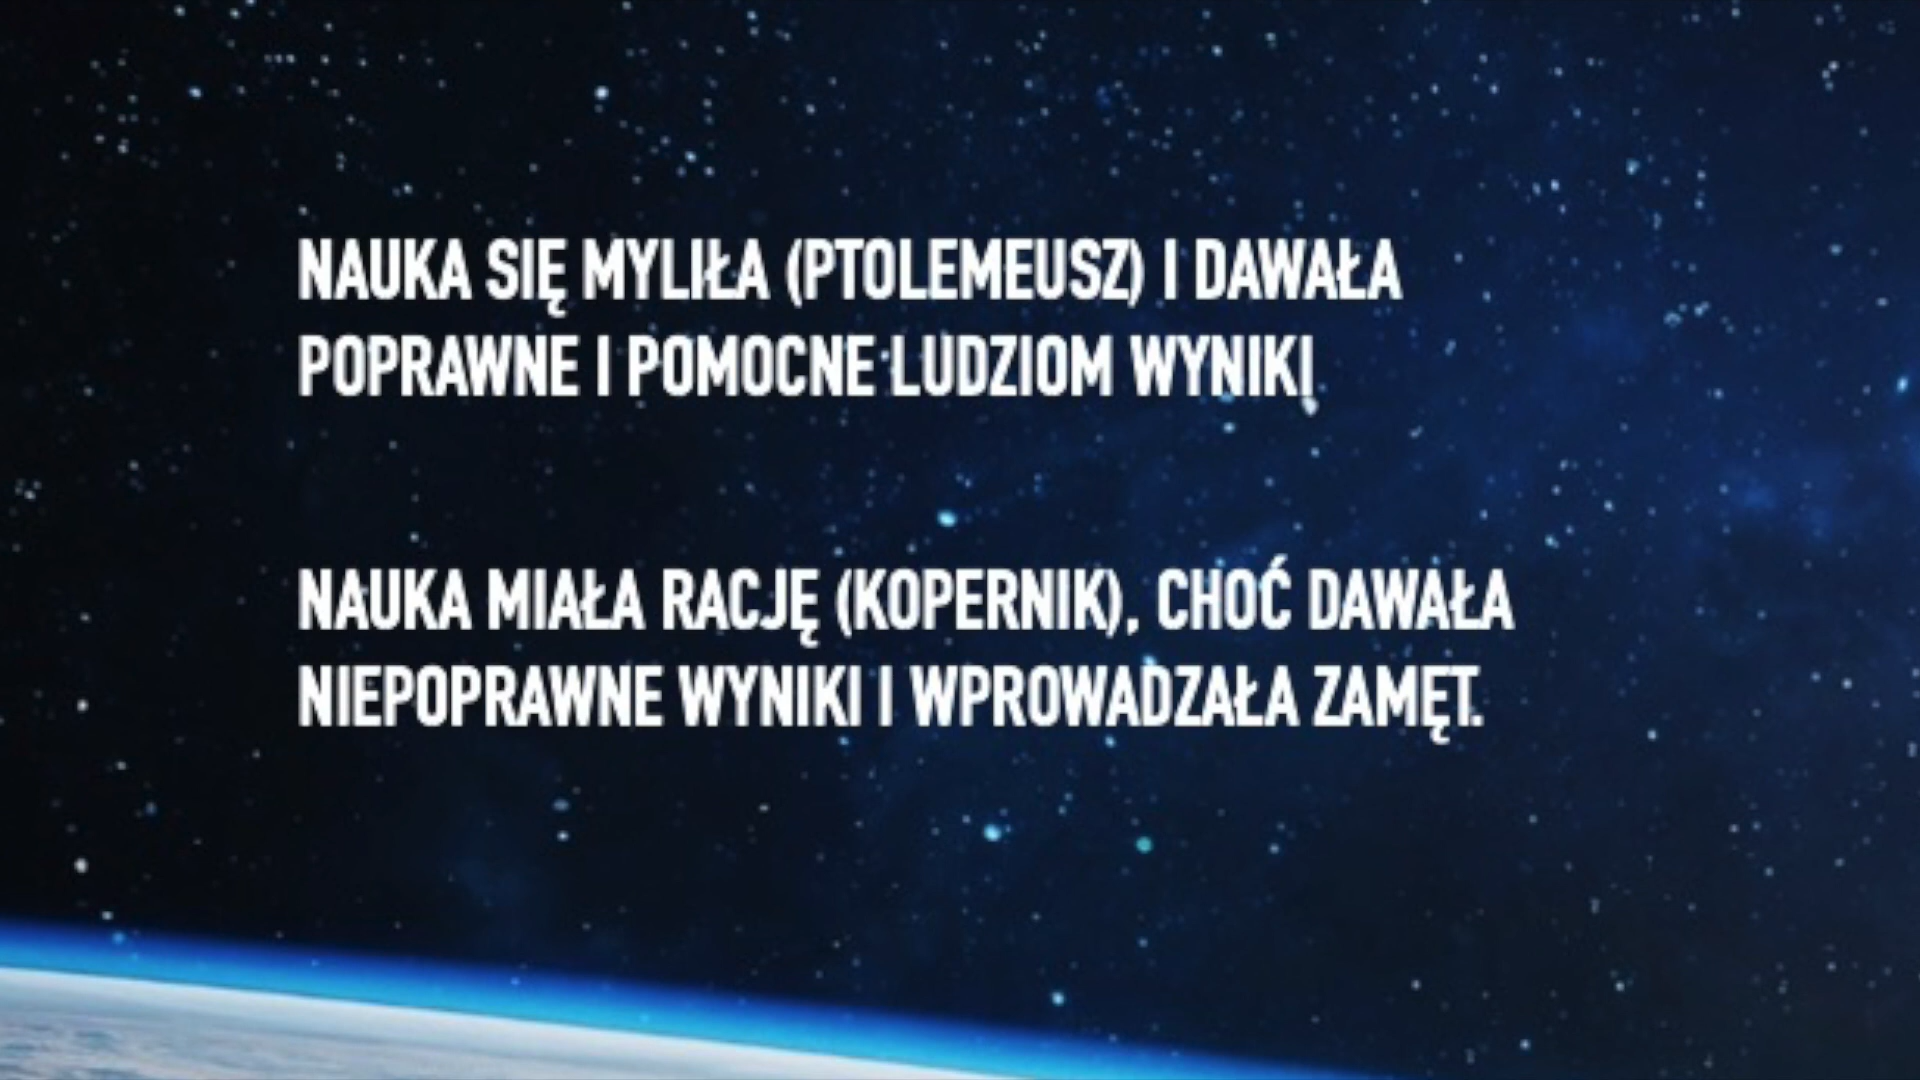 NAUKA SIĘ MYLIŁA (PTOLEMEUSZ) I DAWAŁA
POPRAWNE I POMOCNE LUDZIOM WYNIKI
NAUKA MIAŁA RACJĘ (KOPERNIK), CHOĆ DAWAŁA
NIEPOPRAWNE WYNIKI I WPROWADZAŁA ZAMĘT.